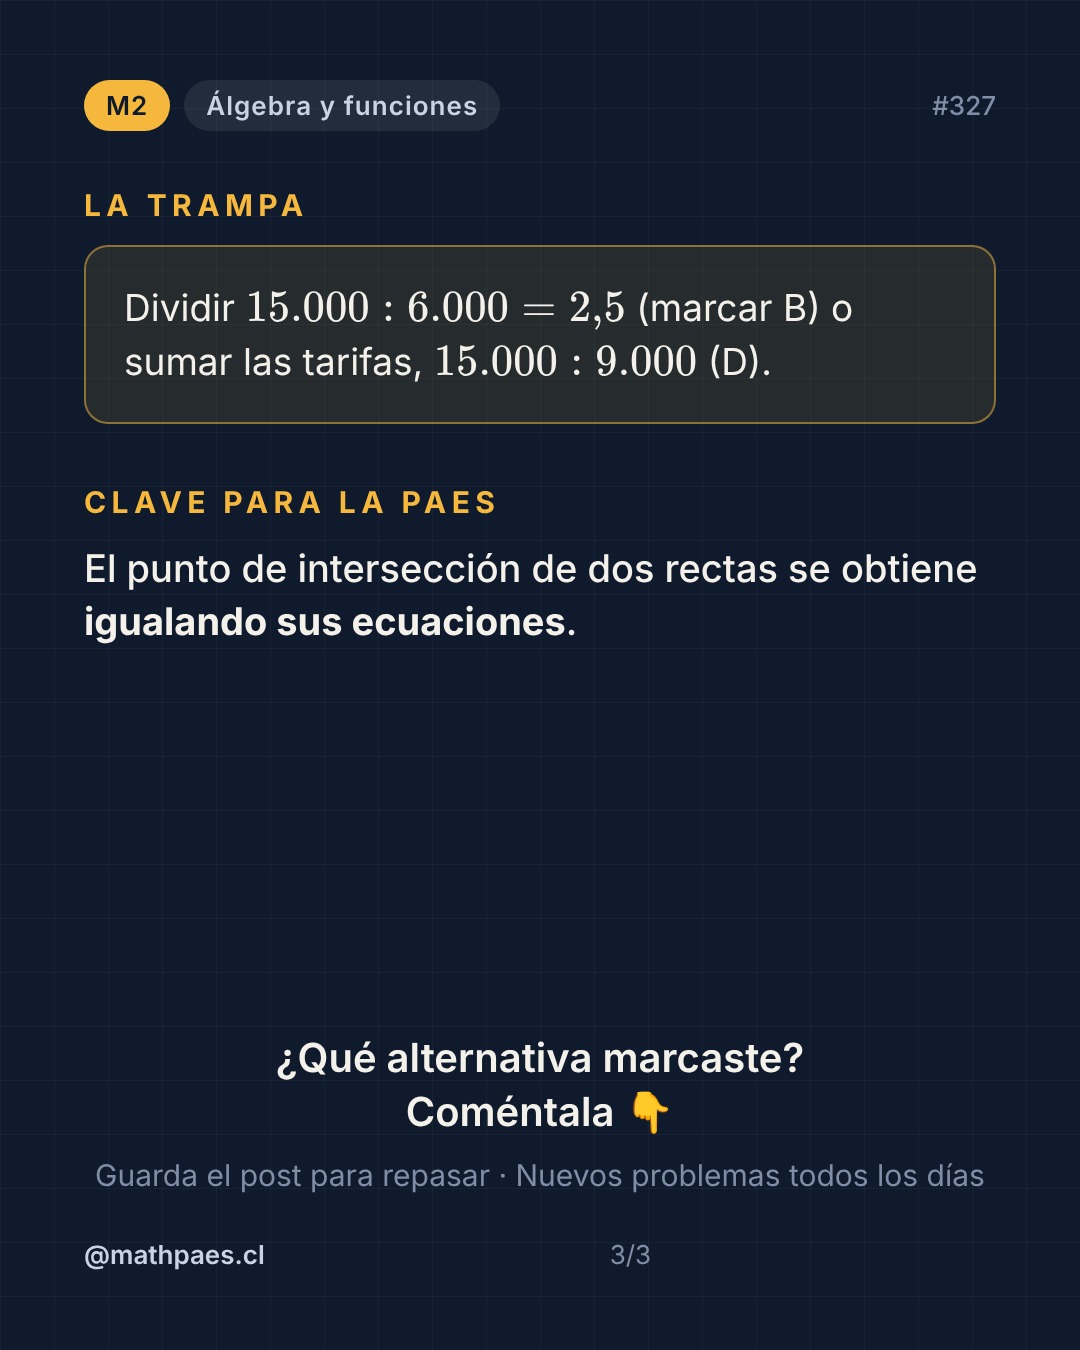 M2 Álgebra y funciones #327
LA TRAMPA
Dividir 15.000 : 6.000 = 2,5 (marcar B) o
sumar las tarifas, 15.000 : 9.000 (D).
CLAVE PARA LA PAES
El punto de intersección de dos rectas se obtiene
igualando sus ecuaciones.
¿Qué alternativa marcaste?
Coméntala 👇
Guarda el post para repasar · Nuevos problemas todos los días
@mathpaes.cl 3/3